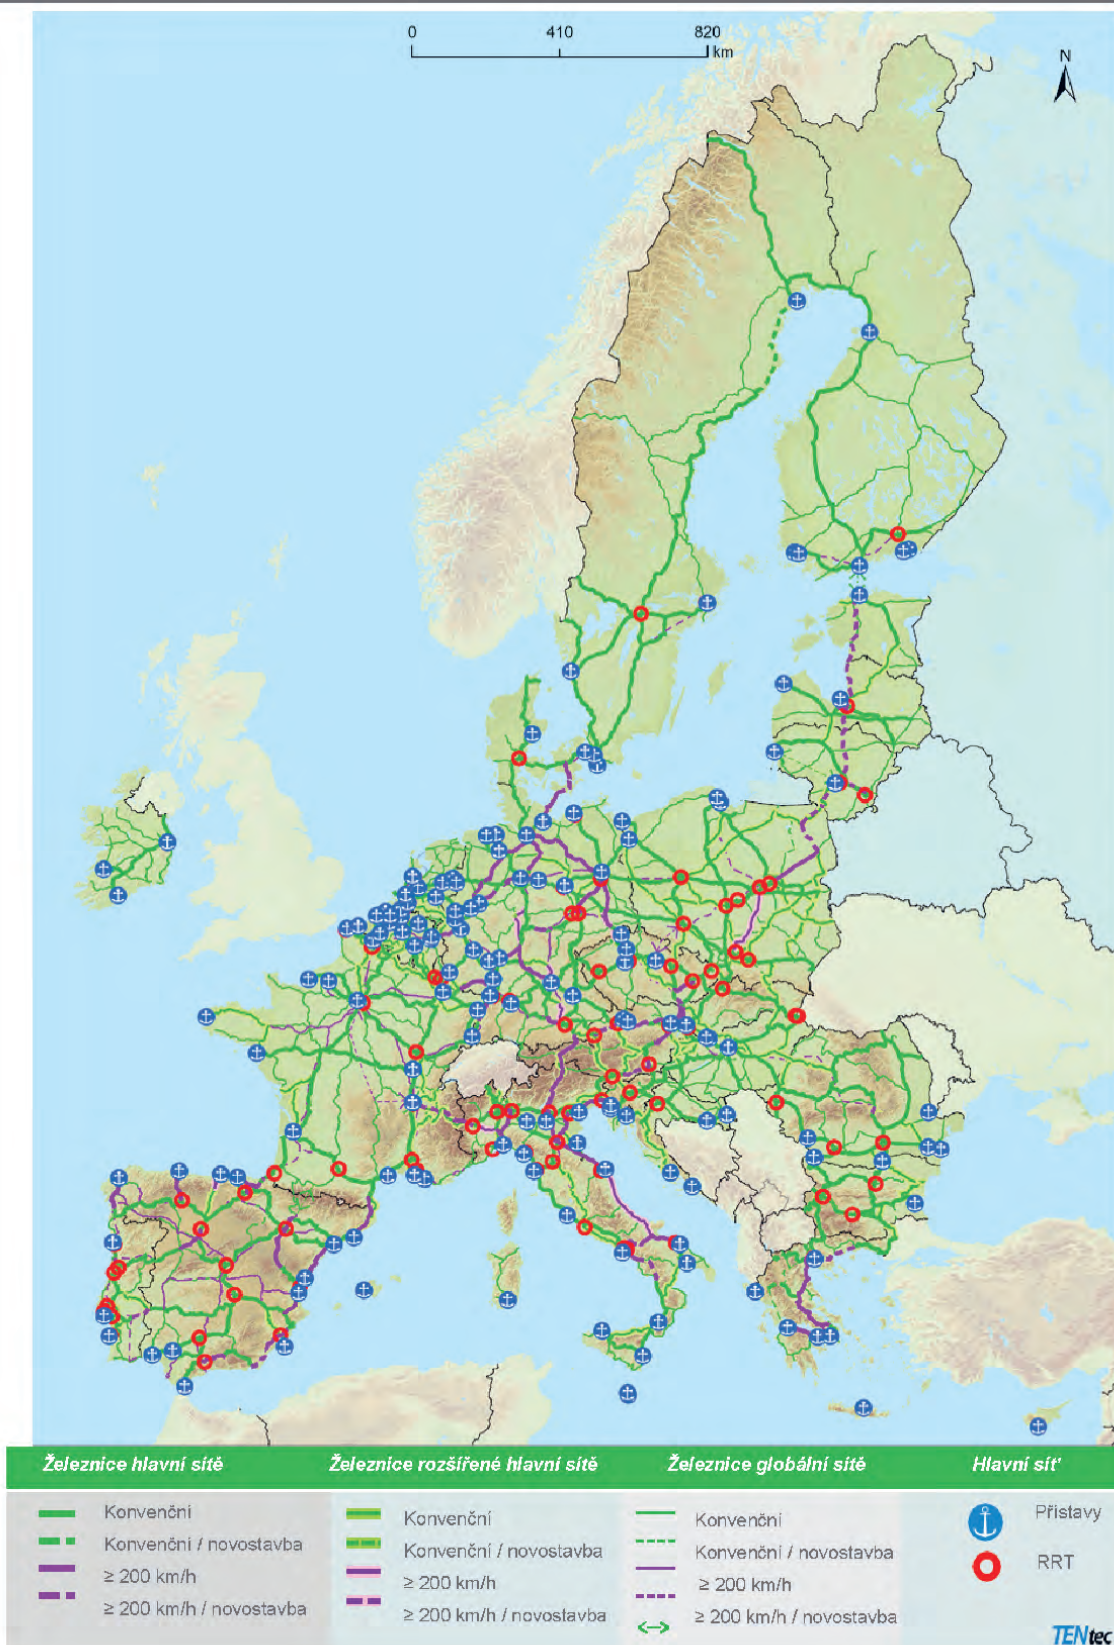 0 410 820
km
N
Železnice hlavní sítě
Konvenční
Konvenční / novostavba
≥ 200 km/h
≥ 200 km/h / novostavba
Železnice rozšířené hlavní sítě
Konvenční
Konvenční / novostavba
≥ 200 km/h
≥ 200 km/h / novostavba
Železnice globální sítě
Konvenční
Konvenční / novostavba
≥ 200 km/h
≥ 200 km/h / novostavba
Hlavní síť
Přístavy
RRT
TENtec